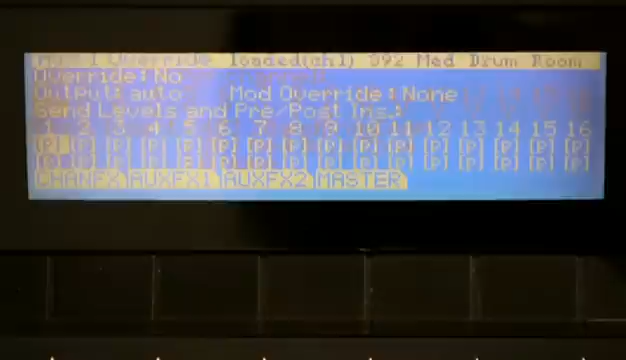 Override loaded(ch1) 092 Med Drum Room
Override: No
Output: auto Mod Override: None
Send Levels and Pre/Post Ins.:
1 2 3 4 5 6 7 8 9 10 11 12 13 14 15 16
[P] [P] [P] [P] [P] [P] [P] [P] [P] [P] [P] [P] [P] [P] [P] [P]
[P] [P] [P] [P] [P] [P] [P] [P] [P] [P] [P] [P] [P] [P] [P] [P]
CHANFX AUXFX1 AUXFX2 MASTER